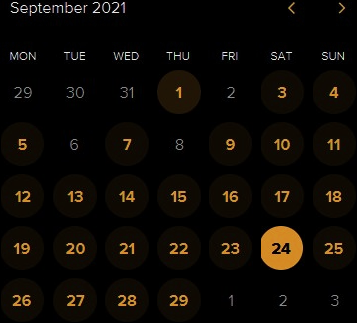 September 2021
MON TUE WED THU FRI SAT SUN
29 30 31 1 2 3 4
5 6 7 8 9 10 11
12 13 14 15 16 17 18
19 20 21 22 23 24 25
26 27 28 29 1 2 3